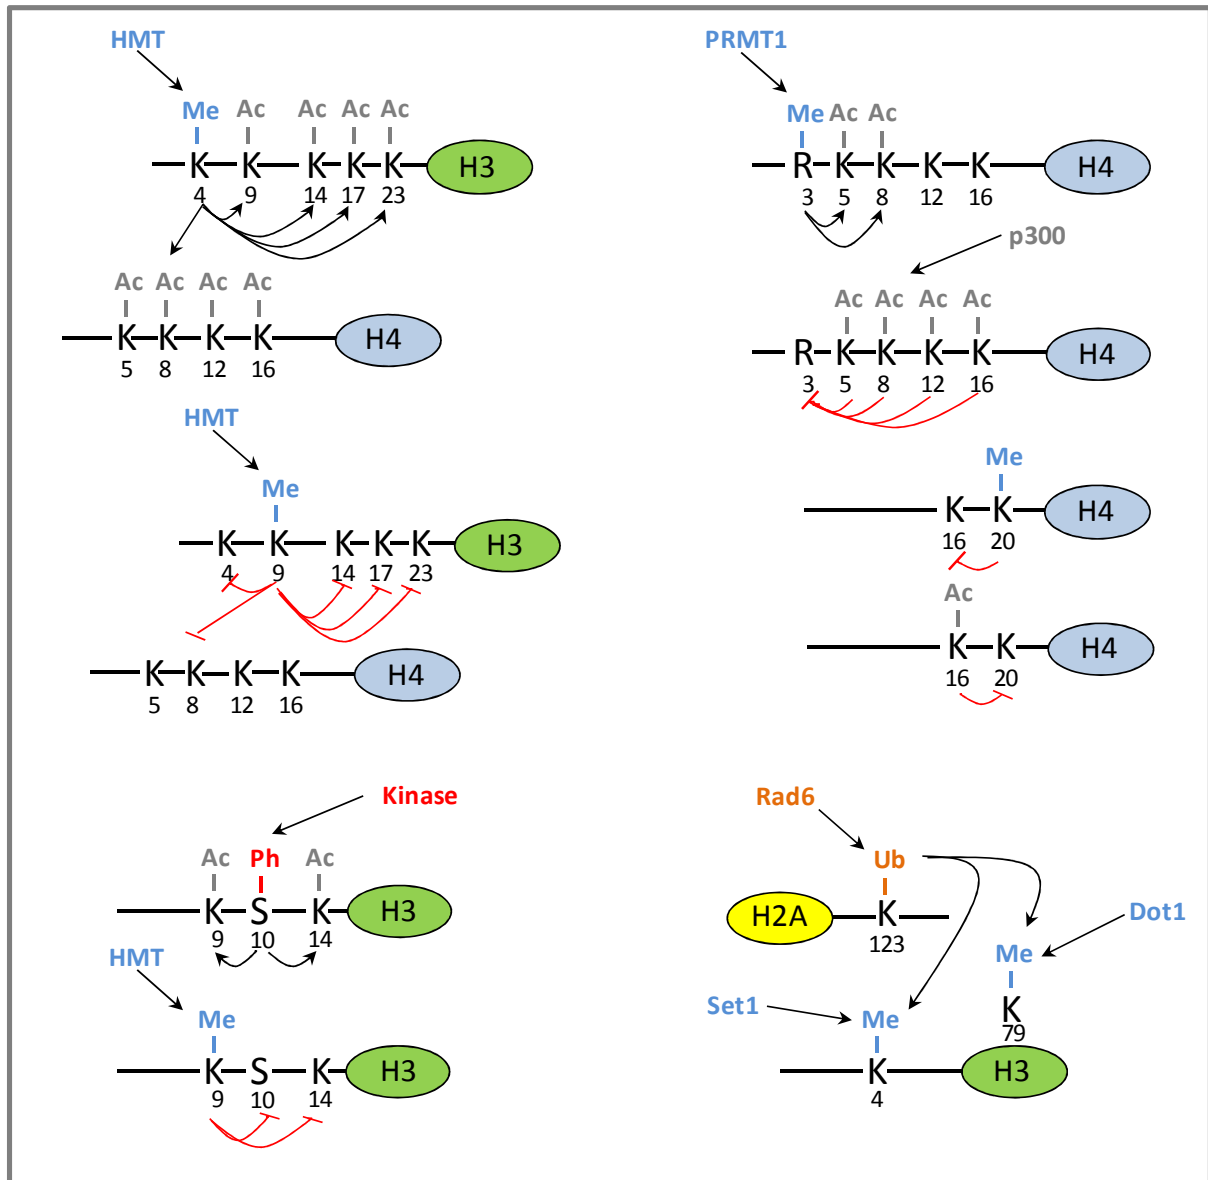 HMT
Me Ac Ac Ac Ac
K K K K K H3
4 9 14 17 23
Ac Ac Ac Ac
K K K K H4
5 8 12 16
HMT
Me
K K K K K H3
4 9 14 17 23
K K K K H4
5 8 12 16
Kinase
Ac Ph Ac
K S K H3
9 10 14
HMT
Me
K S K H3
9 10 14
PRMT1
Me Ac Ac
R K K K K H4
3 5 8 12 16
p300
Ac Ac Ac Ac
R K K K K H4
3 5 8 12 16
Me
K K H4
16 20
Ac
K K H4
16 20
Rad6
Ub
H2A K
123
Dot1
Me
K
79
Set1
Me
K H3
4